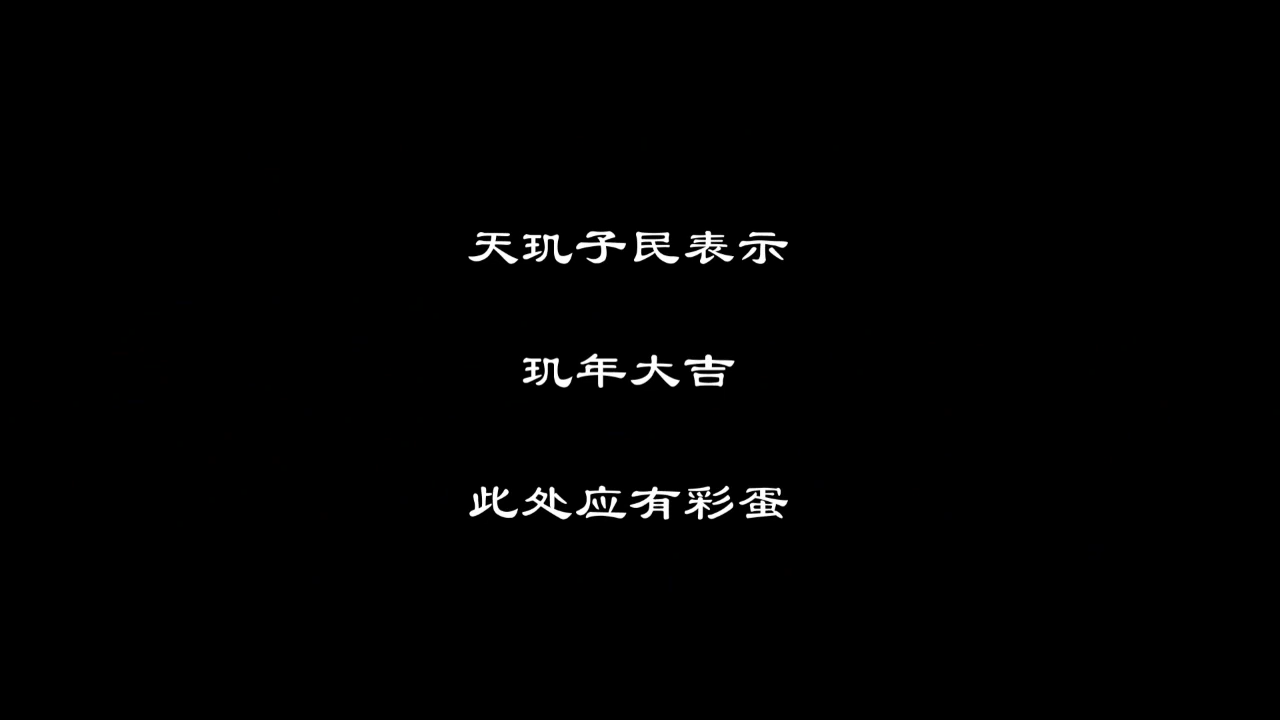 天玑子民表示
玑年大吉
此处应有彩蛋